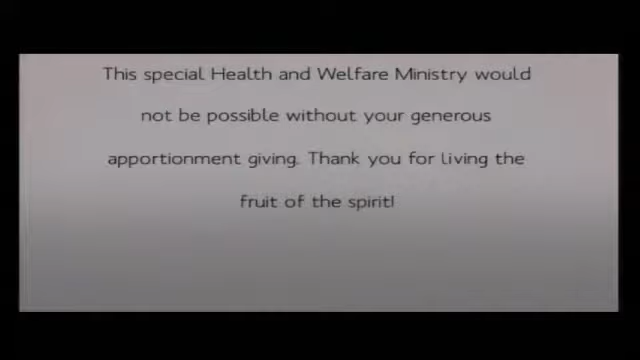 This special Health and Welfare Ministry would
not be possible without your generous
apportionment giving. Thank you for living the
fruit of the spirit!